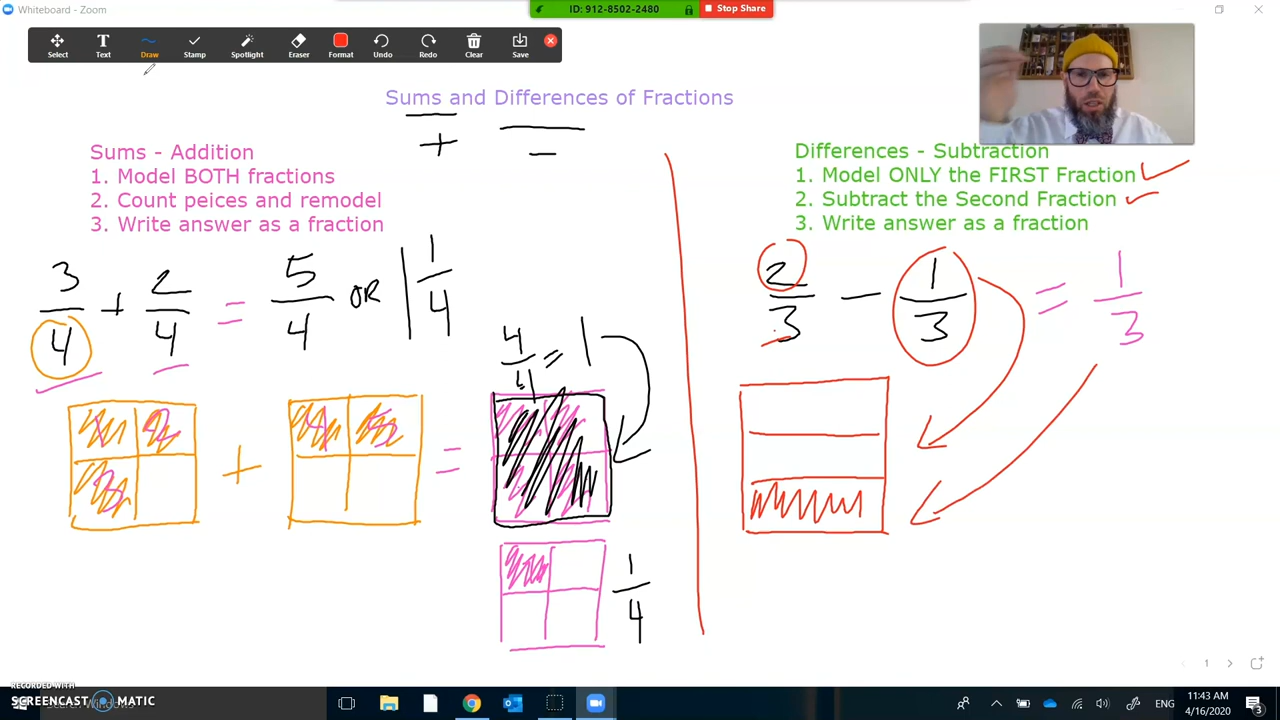 Whiteboard - Zoom
ID: 912-8502-2480
Stop Share
Select Text Draw Stamp Spotlight Eraser Format Undo Redo Clear Save
Sums and Differences of Fractions
+ −
Sums - Addition
1. Model BOTH fractions
2. Count peices and remodel
3. Write answer as a fraction
3/4 + 2/4 = 5/4 OR 1 1/4
4/4 = 1
+ =
1/4
Differences - Subtraction
1. Model ONLY the FIRST Fraction
2. Subtract the Second Fraction
3. Write answer as a fraction
2/3 − 1/3 = 1/3
1
RECORDED WITH
SCREENCAST MATIC
ENG
11:43 AM
4/16/2020
3